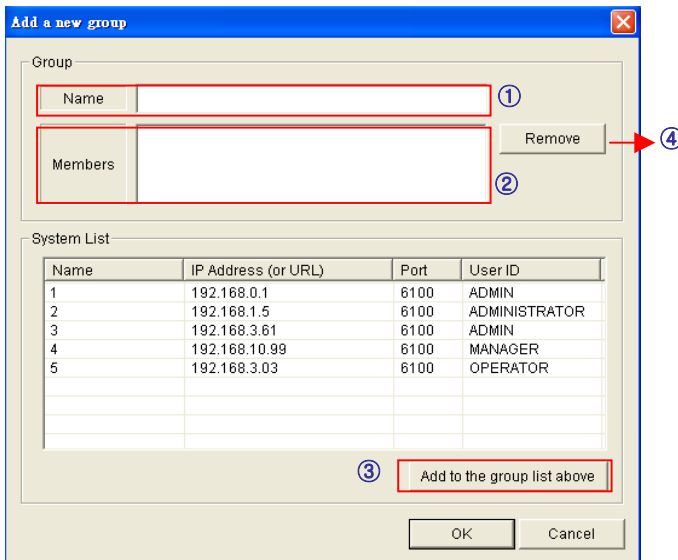 Add a new group
Group
Name ①
Members ②
Remove ④
System List
Name IP Address (or URL) Port User ID
1 192.168.0.1 6100 ADMIN
2 192.168.1.5 6100 ADMINISTRATOR
3 192.168.3.61 6100 ADMIN
4 192.168.10.99 6100 MANAGER
5 192.168.3.03 6100 OPERATOR
③ Add to the group list above
OK Cancel